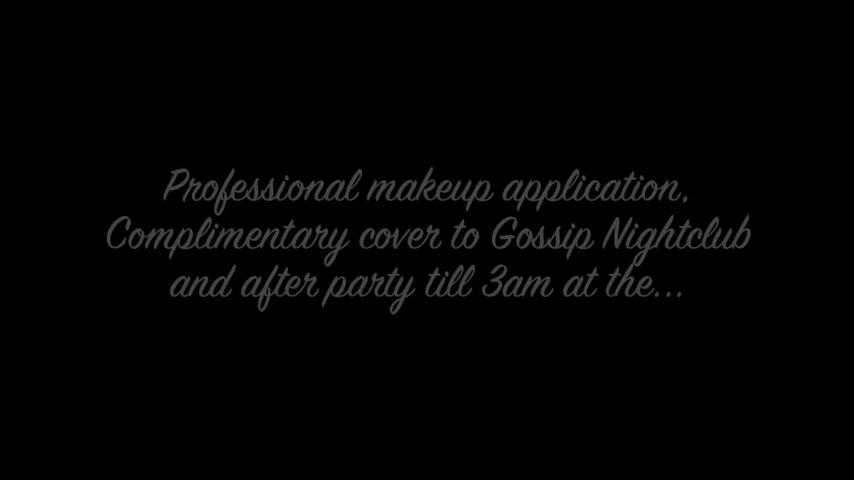 Professional makeup application,
Complimentary cover to Gossip Nightclub
and after party till 3am at the...